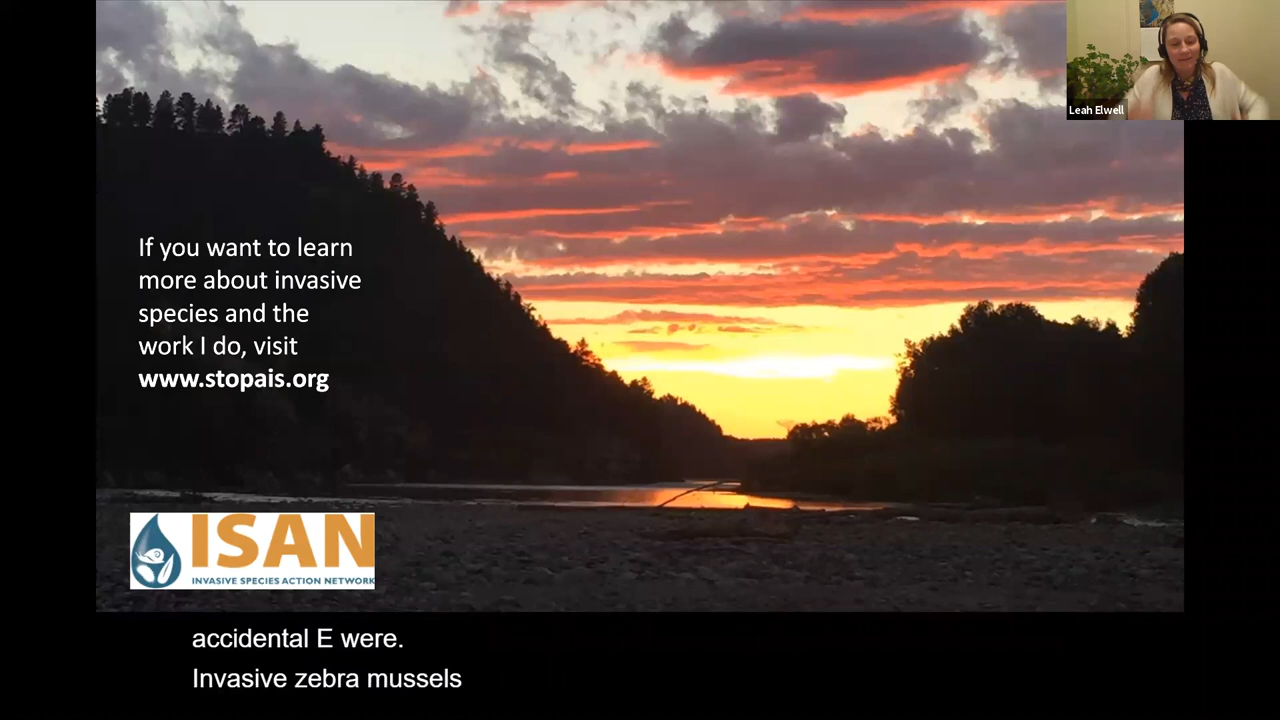 Leah Elwell
If you want to learn
more about invasive
species and the
work I do, visit
www.stopais.org
ISAN
INVASIVE SPECIES ACTION NETWORK
accidental E were.
Invasive zebra mussels